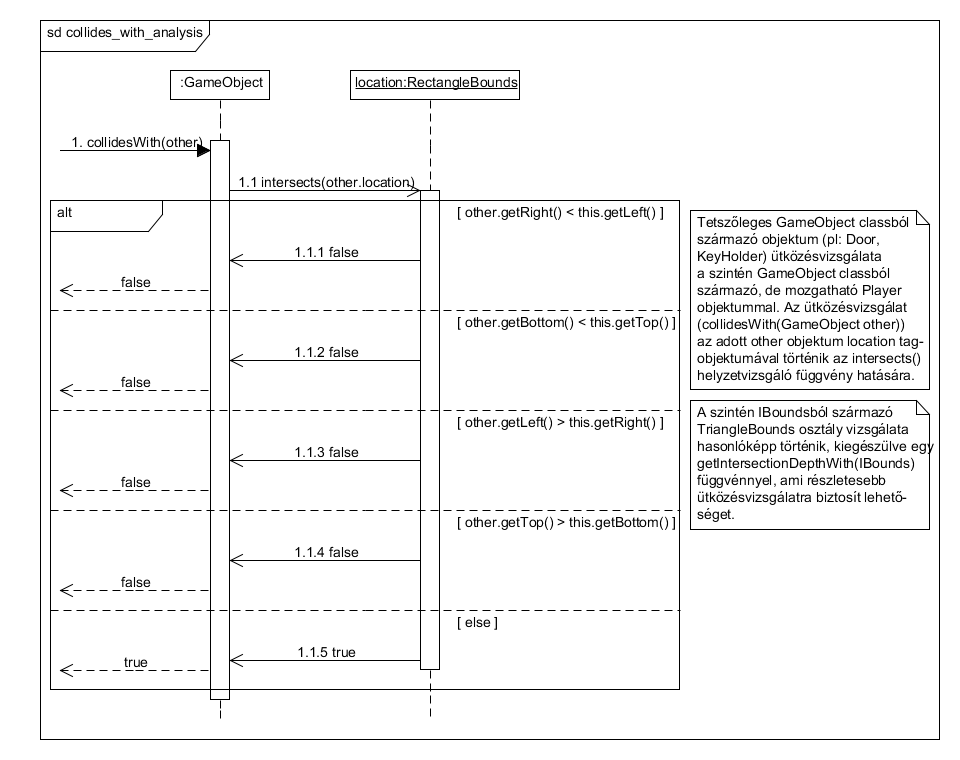 sd collides_with_analysis
:GameObject
location:RectangleBounds
1. collidesWith(other)
1.1 intersects(other.location)
alt
[ other.getRight() < this.getLeft() ]
1.1.1 false
false
[ other.getBottom() < this.getTop() ]
1.1.2 false
false
[ other.getLeft() > this.getRight() ]
1.1.3 false
false
[ other.getTop() > this.getBottom() ]
1.1.4 false
false
[ else ]
1.1.5 true
true
Tetszőleges GameObject classból
származó objektum (pl: Door,
KeyHolder) ütközésvizsgálata
a szintén GameObject classból
származó, de mozgatható Player
objektummal. Az ütközésvizsgálat
(collidesWith(GameObject other))
az adott other objektum location tag-
objektumával történik az intersects()
helyzetvizsgáló függvény hatására.
A szintén IBoundsból származó
TriangleBounds osztály vizsgálata
hasonlóképp történik, kiegészülve egy
getIntersectionDepthWith(IBounds)
függvénnyel, ami részletesebb
ütközésvizsgálatra biztosít lehető-
séget.